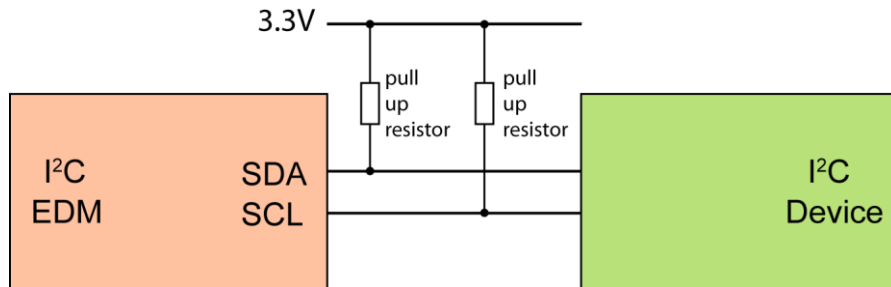 3.3V
pull
up
resistor
pull
up
resistor
I²C
EDM
SDA
SCL
I²C
Device